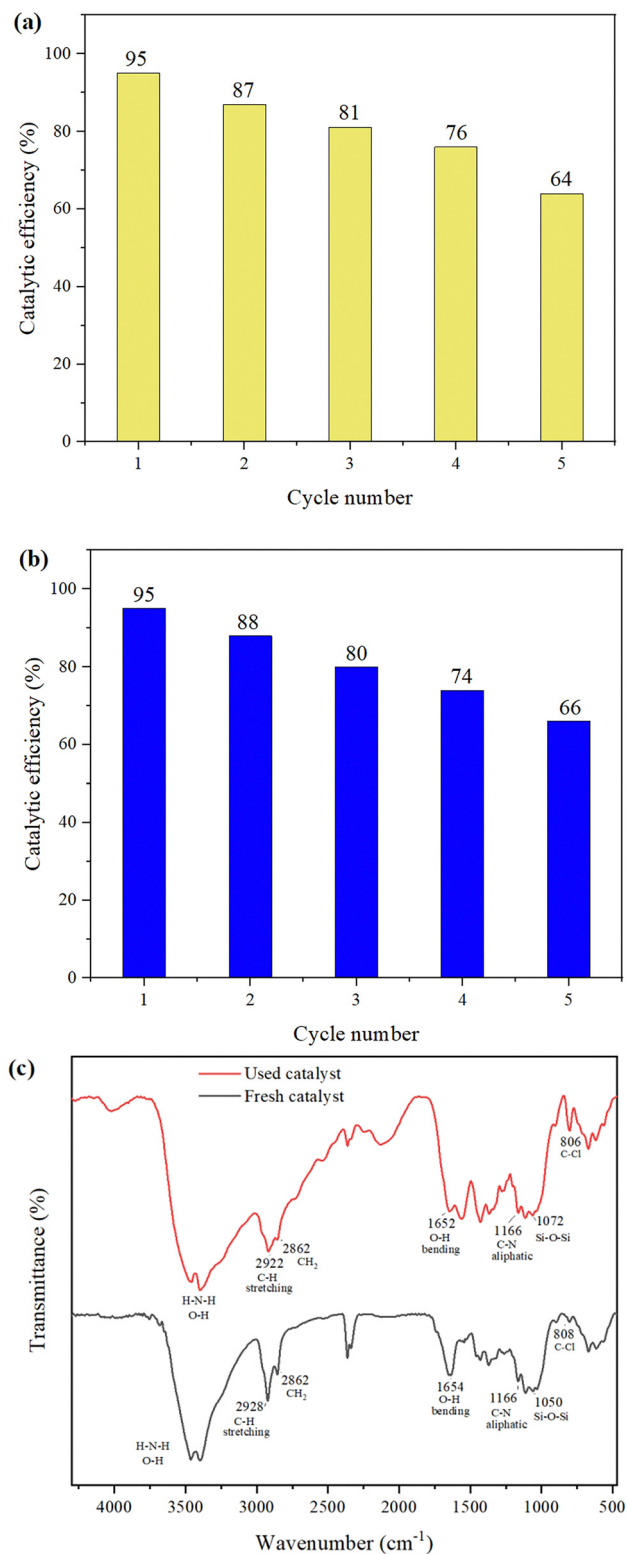 (a)
Catalytic efficiency (%)
100
80
60
40
20
0
95
87
81
76
64
1
2
3
4
5
Cycle number
(b)
Catalytic efficiency (%)
100
80
60
40
20
0
95
88
80
74
66
1
2
3
4
5
Cycle number
(c)
Transmittance (%)
Used catalyst
Fresh catalyst
H-N-H
O-H
2922
C-H
stretching
2862
CH₂
1652
O-H
bending
1166
C-N
aliphatic
1072
Si-O-Si
806
C-Cl
H-N-H
O-H
2928
C-H
stretching
2862
CH₂
1654
O-H
bending
1166
C-N
aliphatic
1050
Si-O-Si
808
C-Cl
4000
3500
3000
2500
2000
1500
1000
500
Wavenumber (cm⁻¹)